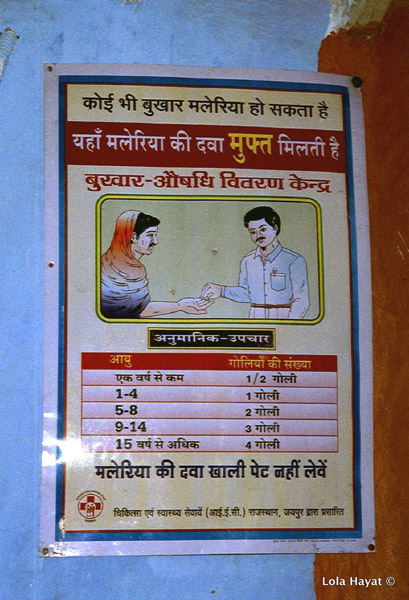 कोई भी बुखार मलेरिया हो सकता है
यहाँ मलेरिया की दवा मुफ्त मिलती है
बुखार-औषधि वितरण केन्द्र
अनुमानिक-उपचार
आयु गोलियों की संख्या
एक वर्ष से कम 1/2 गोली
1-4 1 गोली
5-8 2 गोली
9-14 3 गोली
15 वर्ष से अधिक 4 गोली
मलेरिया की दवा खाली पेट नहीं लेवें
चिकित्सा एवं स्वास्थ्य सेवायें (आई.ई.सी.) राजस्थान, जयपुर द्वारा प्रसारित
Lola Hayat ©